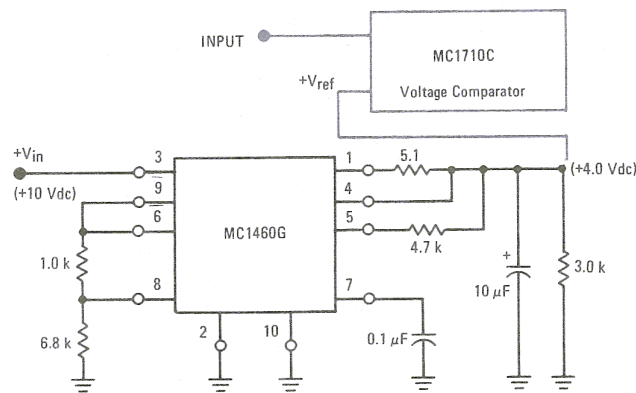 INPUT
MC1710C
Voltage Comparator
+Vref
+Vin
(+10 Vdc)
3
9
6
8
MC1460G
1
4
5
7
2
10
5.1
4.7 k
(+4.0 Vdc)
1.0 k
6.8 k
0.1 µF
+
10 µF
3.0 k